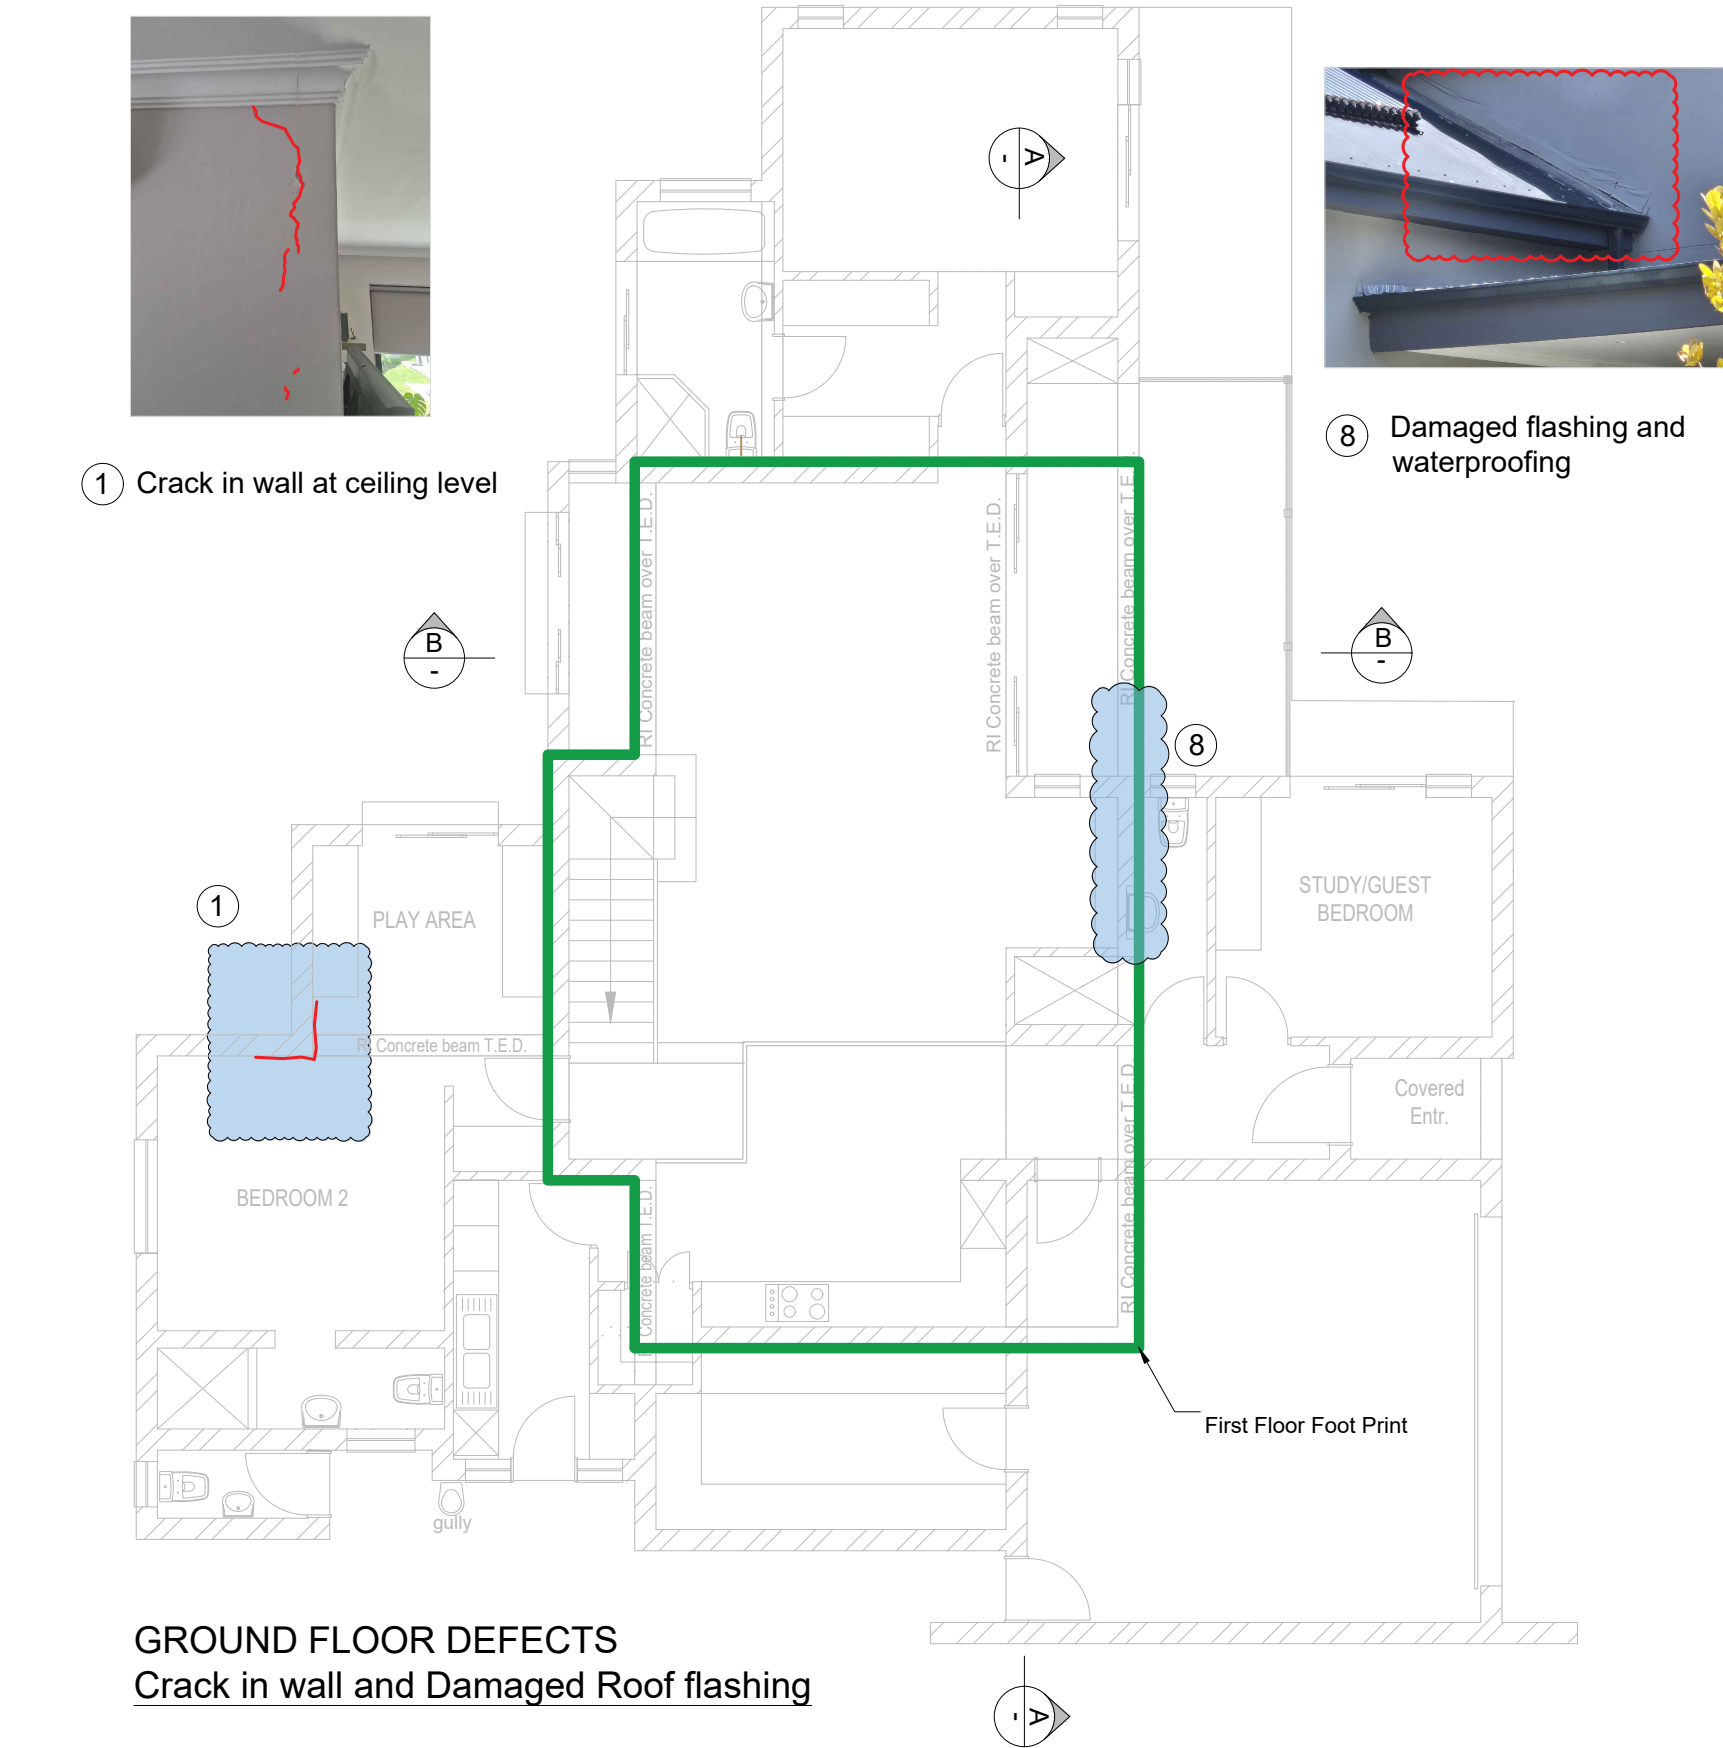 A
-
1 Crack in wall at ceiling level
8 Damaged flashing and
waterproofing
RI Concrete beam over T.E.D.
RI Concrete beam over T.E.D.
RI Concrete beam over T.E.
B
-
B
-
8
1
PLAY AREA
STUDY/GUEST
BEDROOM
RI Concrete beam T.E.D.
Covered
Entr.
BEDROOM 2
Concrete beam T.E.D.
RI Concrete beam over T.E.D.
First Floor Foot Print
gully
GROUND FLOOR DEFECTS
Crack in wall and Damaged Roof flashing
A
-